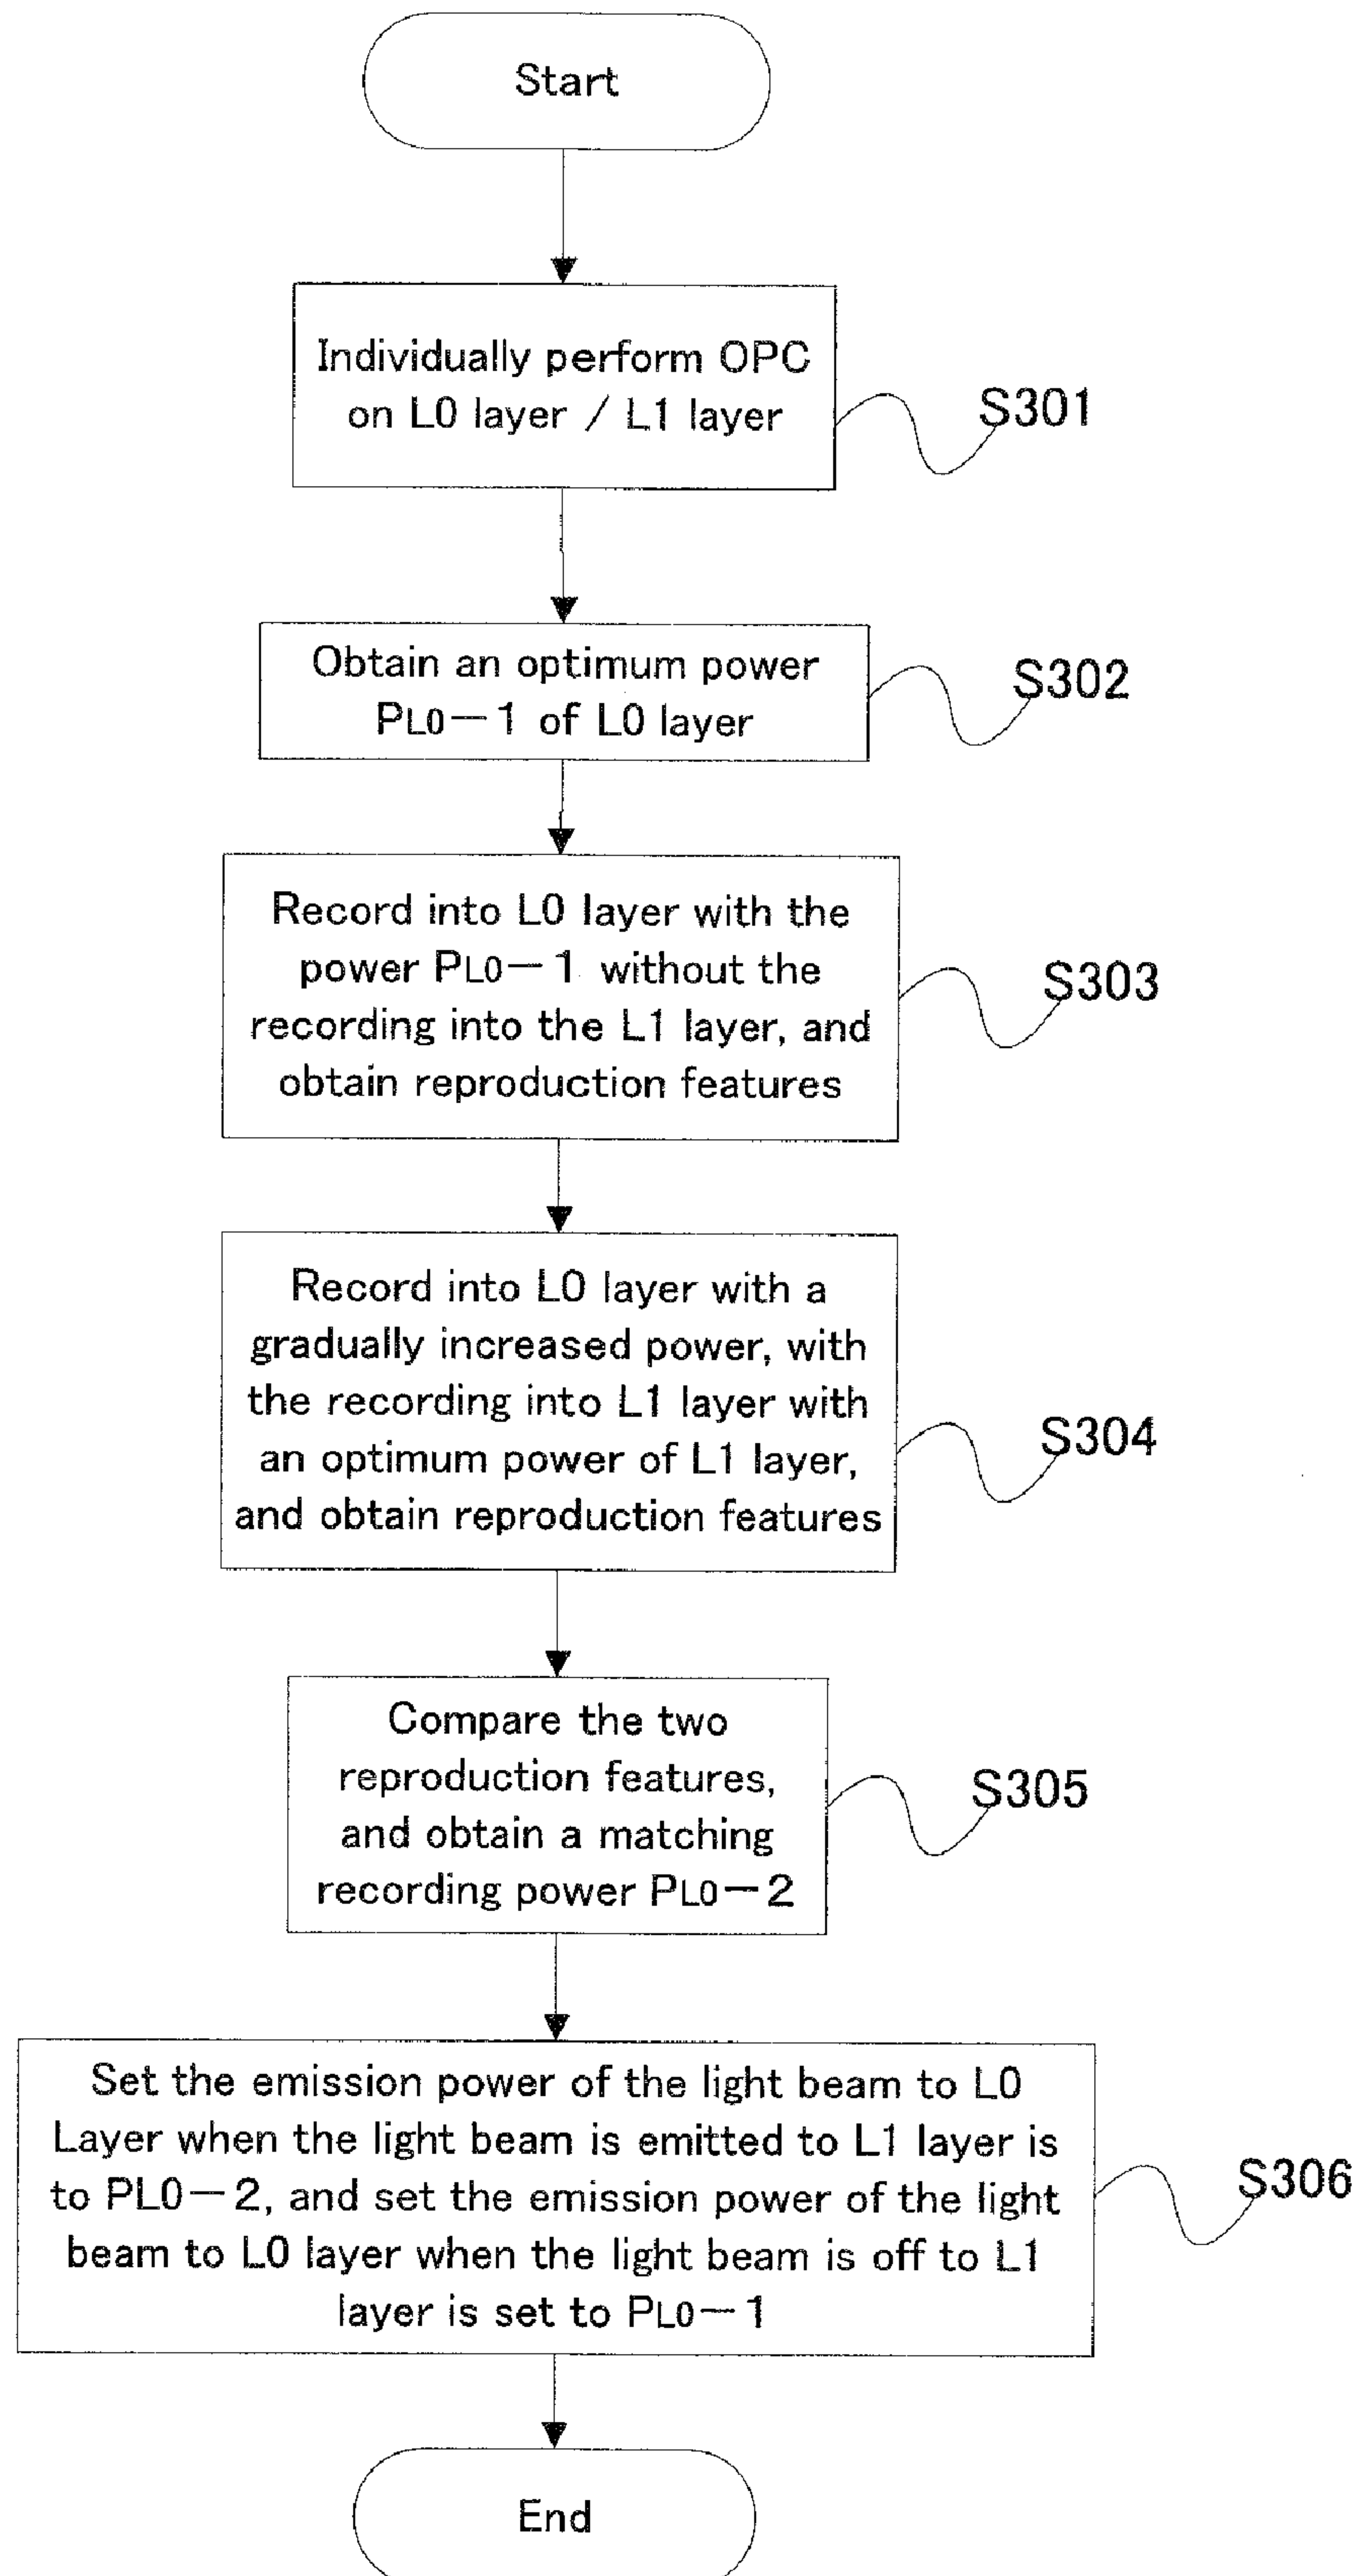 Start
Individually perform OPC
on L0 layer / L1 layer
S301
Obtain an optimum power
PL0-1 of L0 layer
S302
Record into L0 layer with the
power PL0-1 without the
recording into the L1 layer, and
obtain reproduction features
S303
Record into L0 layer with a
gradually increased power, with
the recording into L1 layer with
an optimum power of L1 layer,
and obtain reproduction features
S304
Compare the two
reproduction features,
and obtain a matching
recording power PL0-2
S305
Set the emission power of the light beam to L0
Layer when the light beam is emitted to L1 layer is
to PL0-2, and set the emission power of the light
beam to L0 layer when the light beam is off to L1
layer is set to PL0-1
S306
End